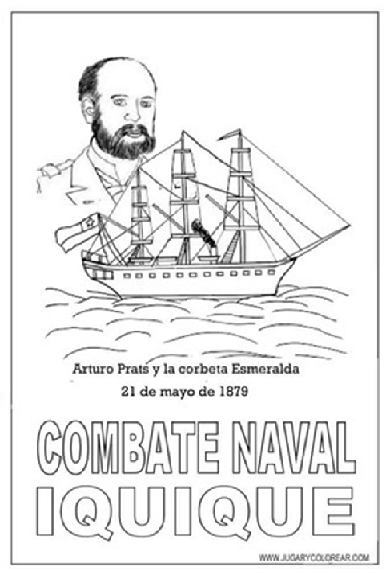 Arturo Prats y la corbeta Esmeralda
21 de mayo de 1879
COMBATE NAVAL
IQUIQUE
WWW.JUGARYCOLOREAR.COM